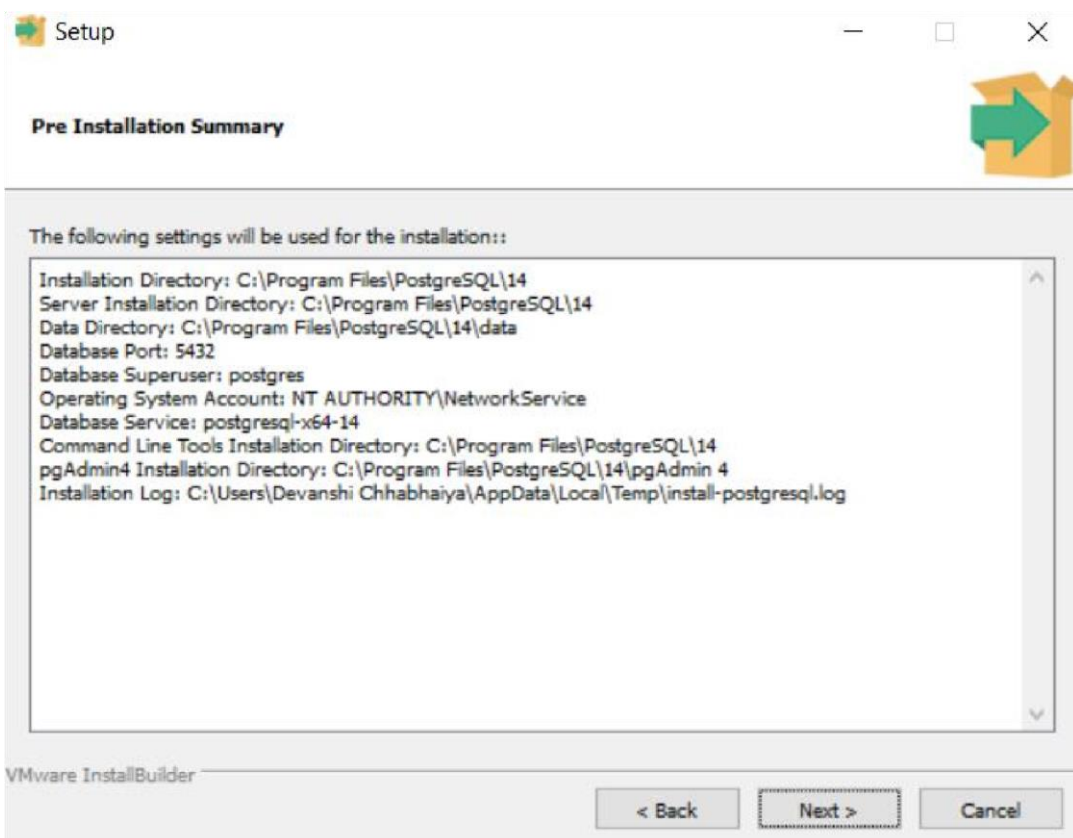 Setup
Pre Installation Summary
The following settings will be used for the installation::
Installation Directory: C:\Program Files\PostgreSQL\14
Server Installation Directory: C:\Program Files\PostgreSQL\14
Data Directory: C:\Program Files\PostgreSQL\14\data
Database Port: 5432
Database Superuser: postgres
Operating System Account: NT AUTHORITY\NetworkService
Database Service: postgresql-x64-14
Command Line Tools Installation Directory: C:\Program Files\PostgreSQL\14
pgAdmin4 Installation Directory: C:\Program Files\PostgreSQL\14\pgAdmin 4
Installation Log: C:\Users\Devanshi Chhabhaiya\AppData\Local\Temp\install-postgresql.log
VMware InstallBuilder
< Back Next > Cancel